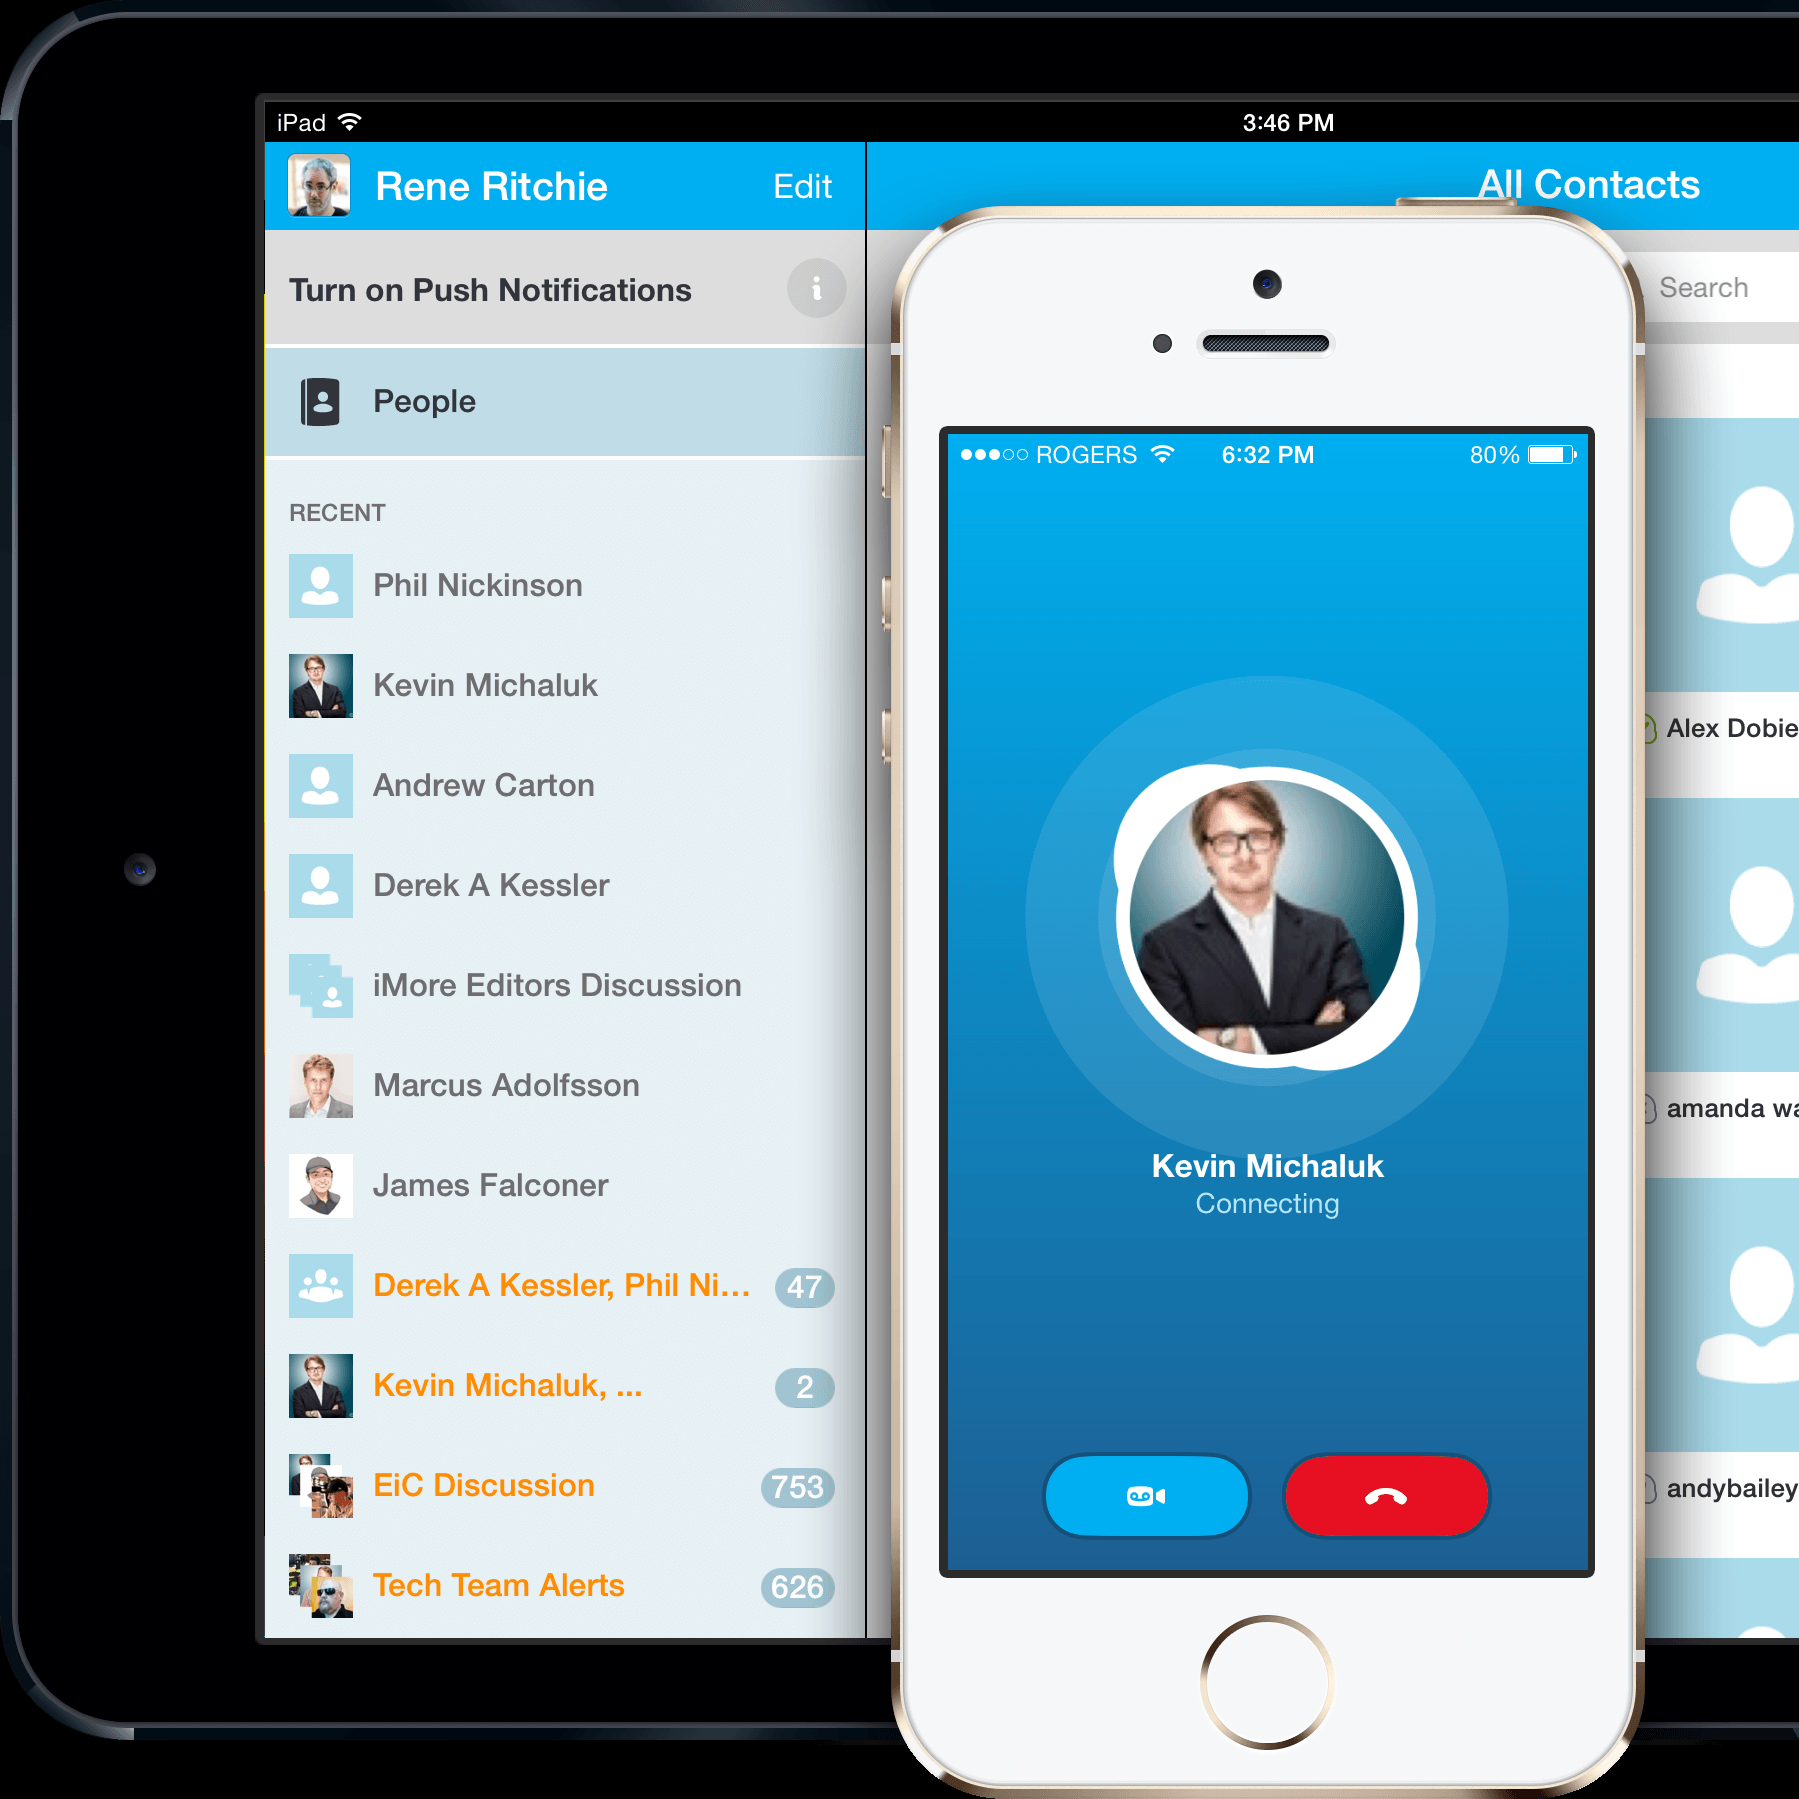 iPad
3:46 PM
Rene Ritchie
Edit
All Contacts
Turn on Push Notifications
Search
People
RECENT
Phil Nickinson
Kevin Michaluk
Andrew Carton
Derek A Kessler
iMore Editors Discussion
Marcus Adolfsson
James Falconer
Derek A Kessler, Phil Ni...
47
Kevin Michaluk, ...
2
EiC Discussion
753
Tech Team Alerts
626
ROGERS
6:32 PM
80%
Kevin Michaluk
Connecting
Alex Dobie
amanda wa
andybailey